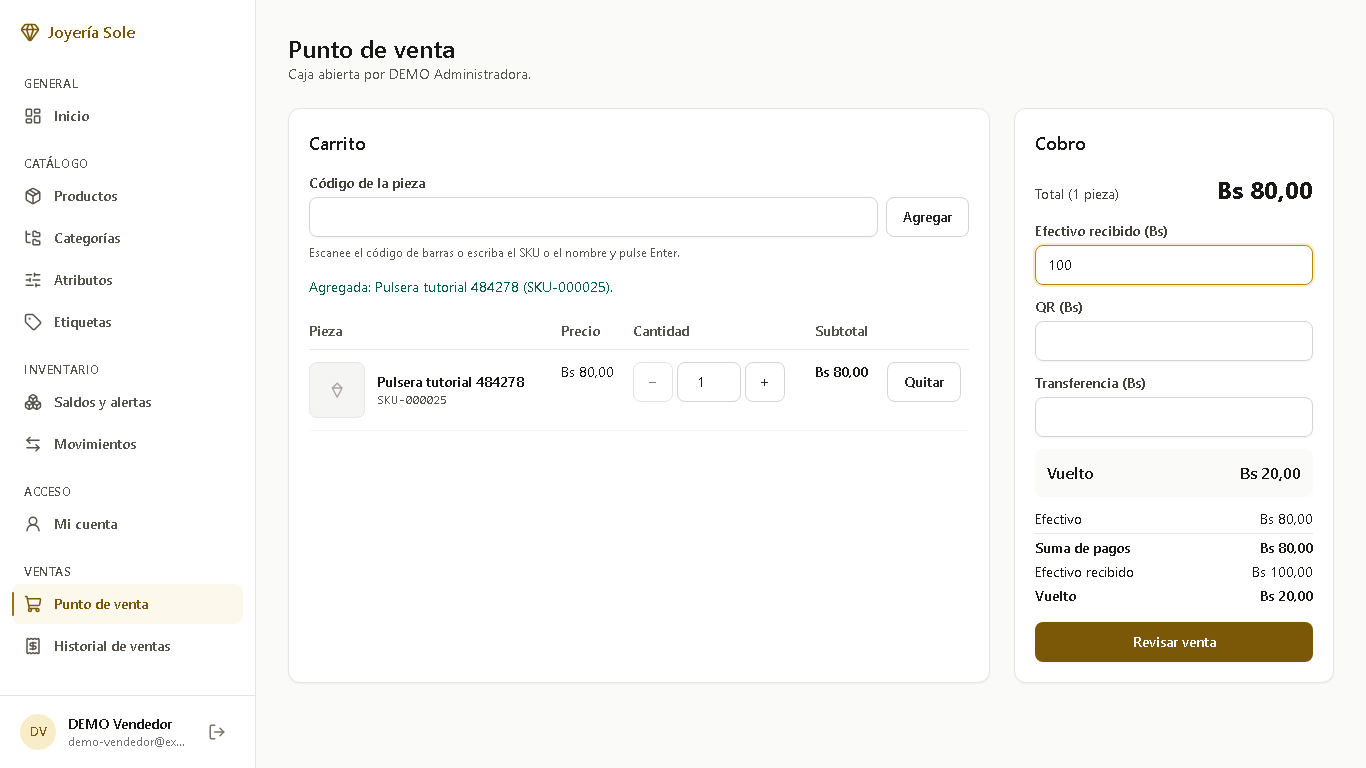 Joyería Sole
GENERAL
Inicio
CATÁLOGO
Productos
Categorías
Atributos
Etiquetas
INVENTARIO
Saldos y alertas
Movimientos
ACCESO
Mi cuenta
VENTAS
Punto de venta
Historial de ventas
DV
DEMO Vendedor
demo-vendedor@ex...
Punto de venta
Caja abierta por DEMO Administradora.
Carrito
Código de la pieza
Agregar
Escanee el código de barras o escriba el SKU o el nombre y pulse Enter.
Agregada: Pulsera tutorial 484278 (SKU-000025).
Pieza Precio Cantidad Subtotal
Pulsera tutorial 484278 Bs 80,00 − 1 + Bs 80,00 Quitar
SKU-000025
Cobro
Total (1 pieza) Bs 80,00
Efectivo recibido (Bs)
100
QR (Bs)
Transferencia (Bs)
Vuelto Bs 20,00
Efectivo Bs 80,00
Suma de pagos Bs 80,00
Efectivo recibido Bs 100,00
Vuelto Bs 20,00
Revisar venta